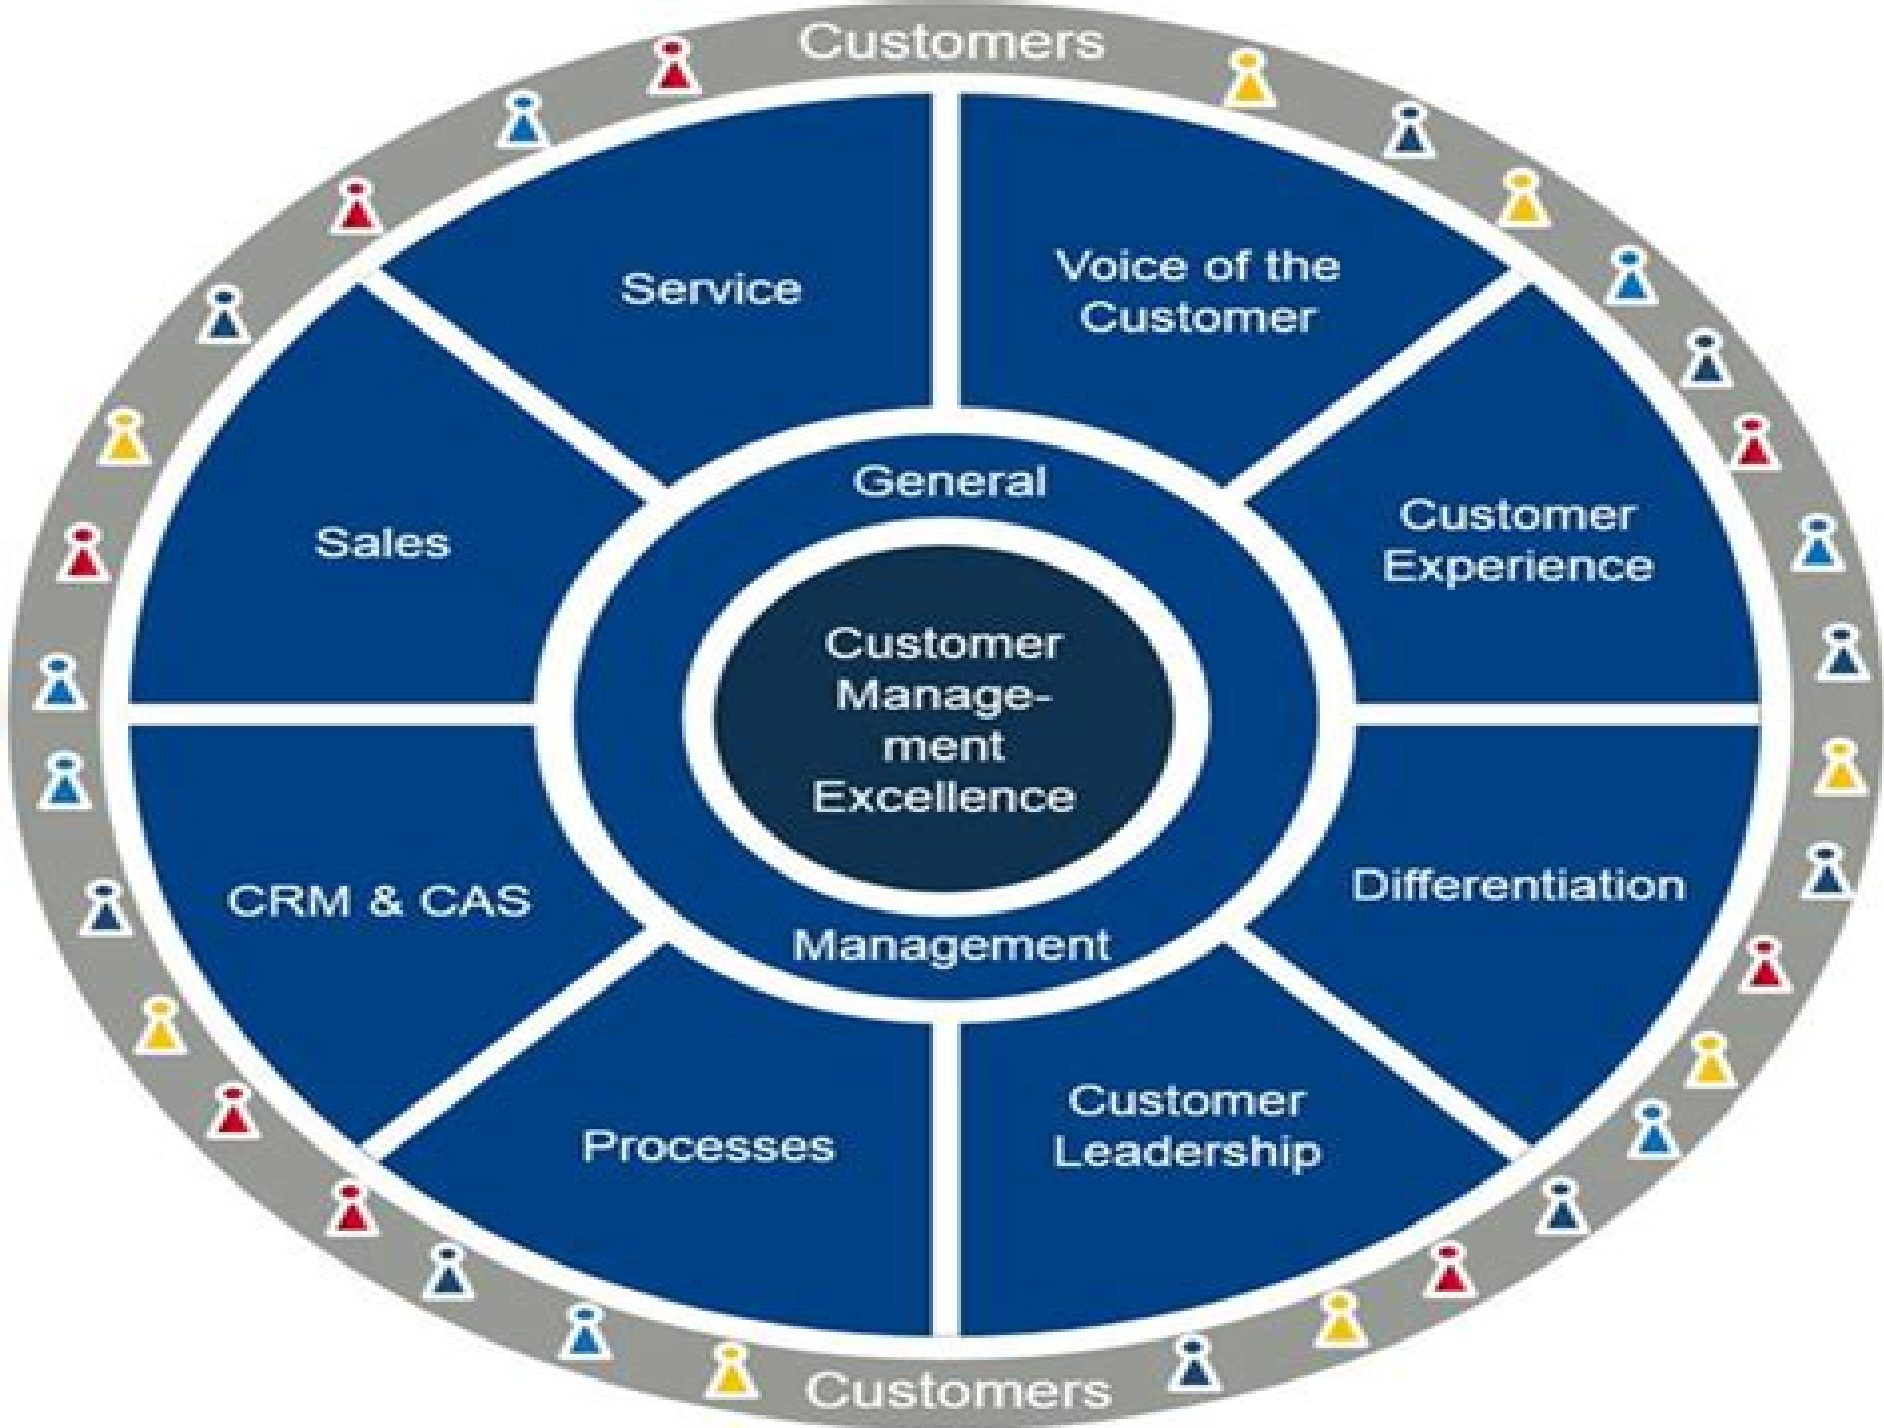 Customers
Service
Voice of the
Customer
General
Sales
Customer
Experience
Customer
Manage-
ment
Excellence
CRM & CAS
Differentiation
Management
Processes
Customer
Leadership
Customers